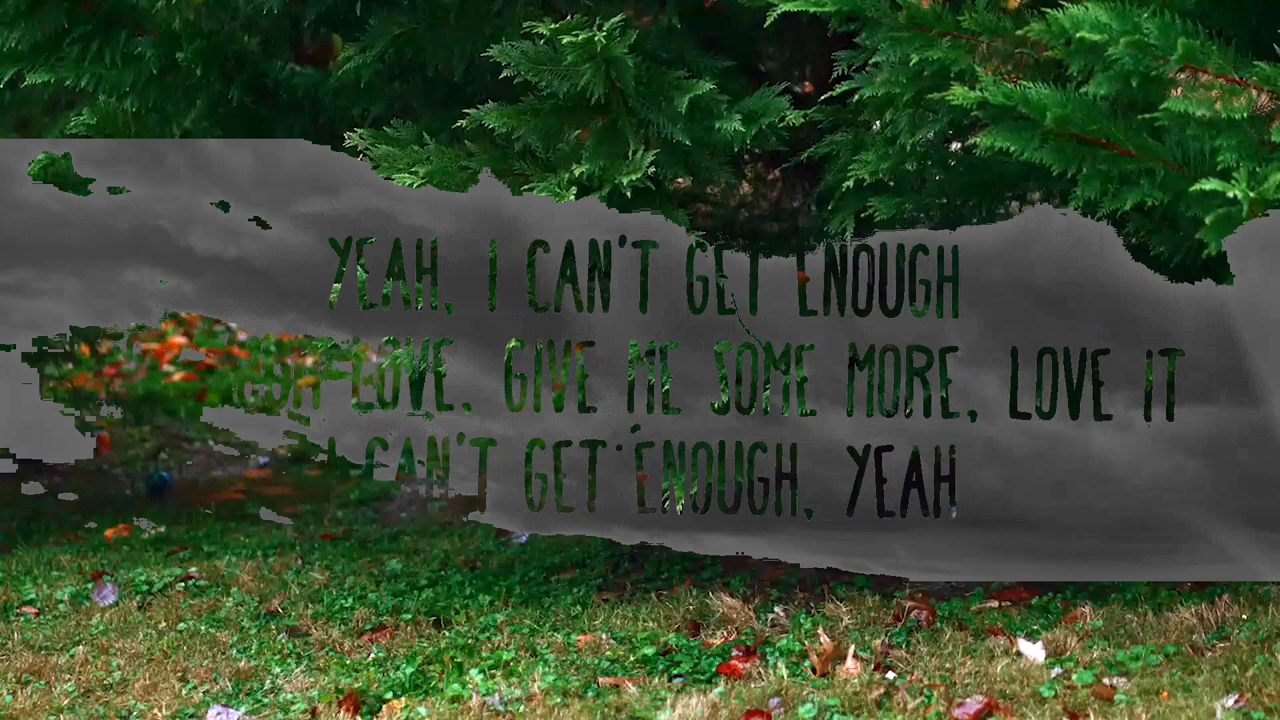 YEAH, I CAN'T GET ENOUGH
LOVE. GIVE ME SOME MORE, LOVE IT
I CAN'T GET ENOUGH, YEAH